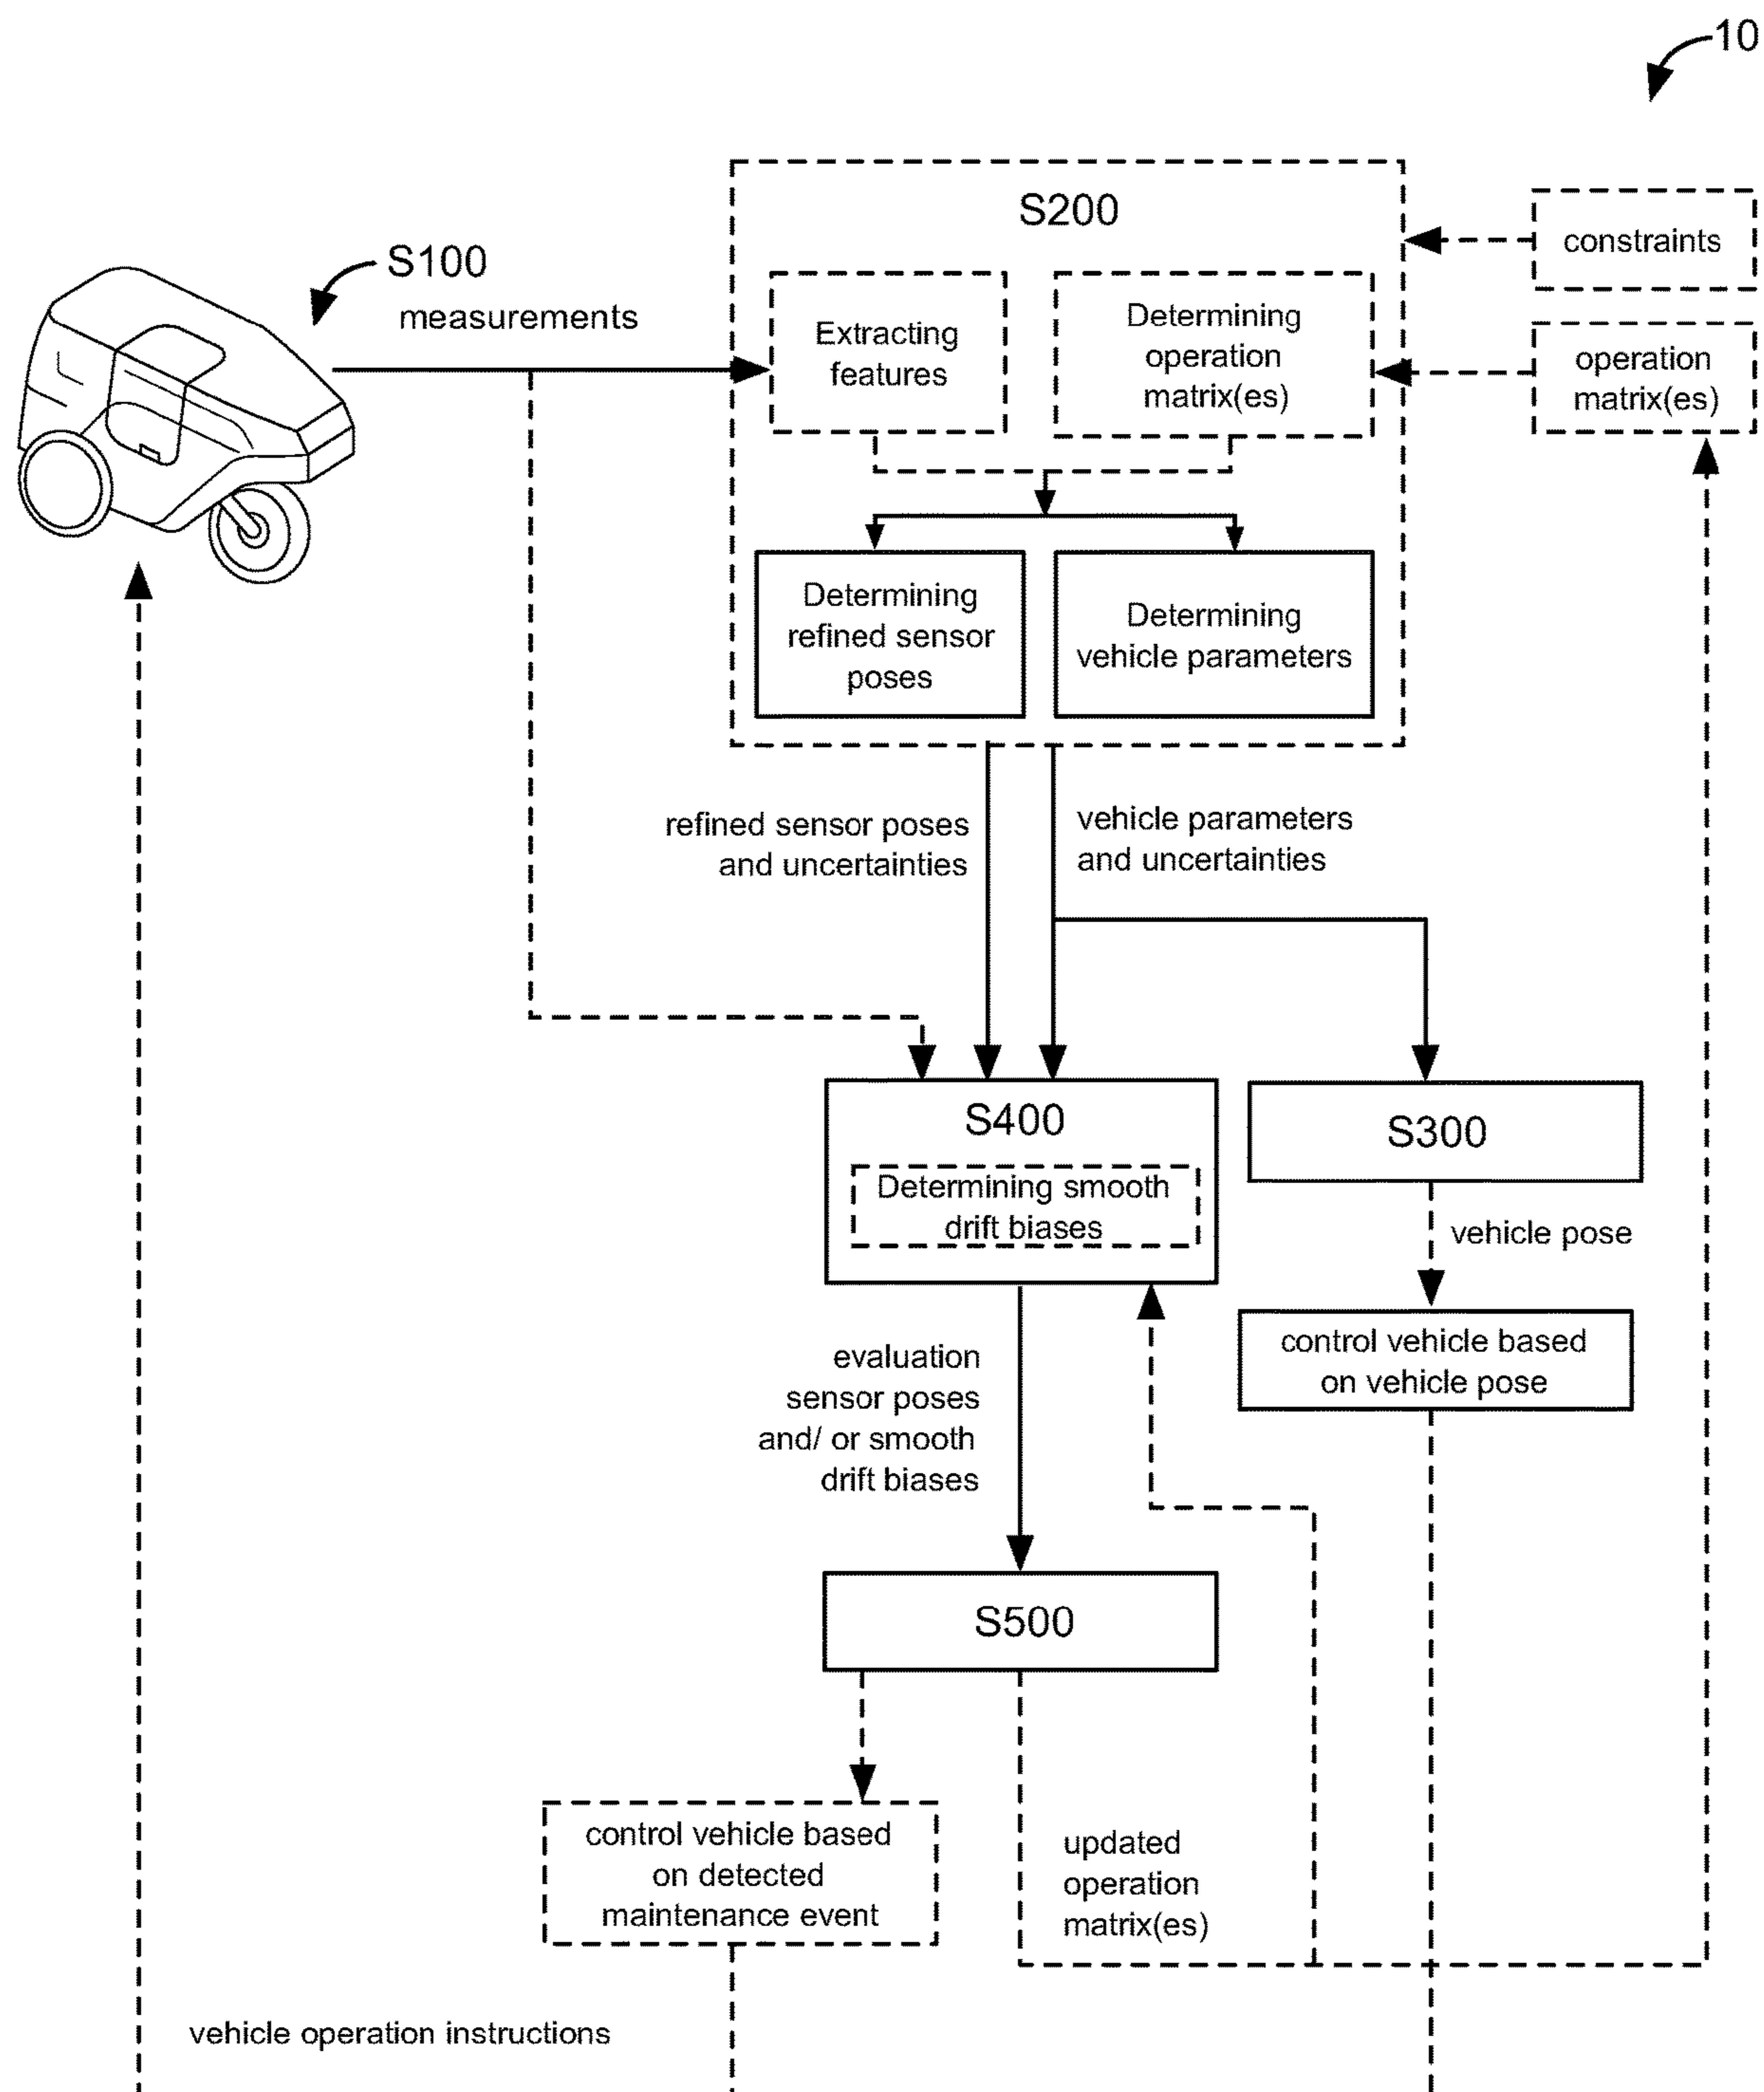 10
S100
measurements
S200
constraints
Extracting
features
Determining
operation
matrix(es)
operation
matrix(es)
Determining
refined sensor
poses
Determining
vehicle parameters
refined sensor poses
and uncertainties
vehicle parameters
and uncertainties
S400
Determining smooth
drift biases
S300
vehicle pose
control vehicle based
on vehicle pose
evaluation
sensor poses
and/ or smooth
drift biases
S500
control vehicle based
on detected
maintenance event
updated
operation
matrix(es)
vehicle operation instructions